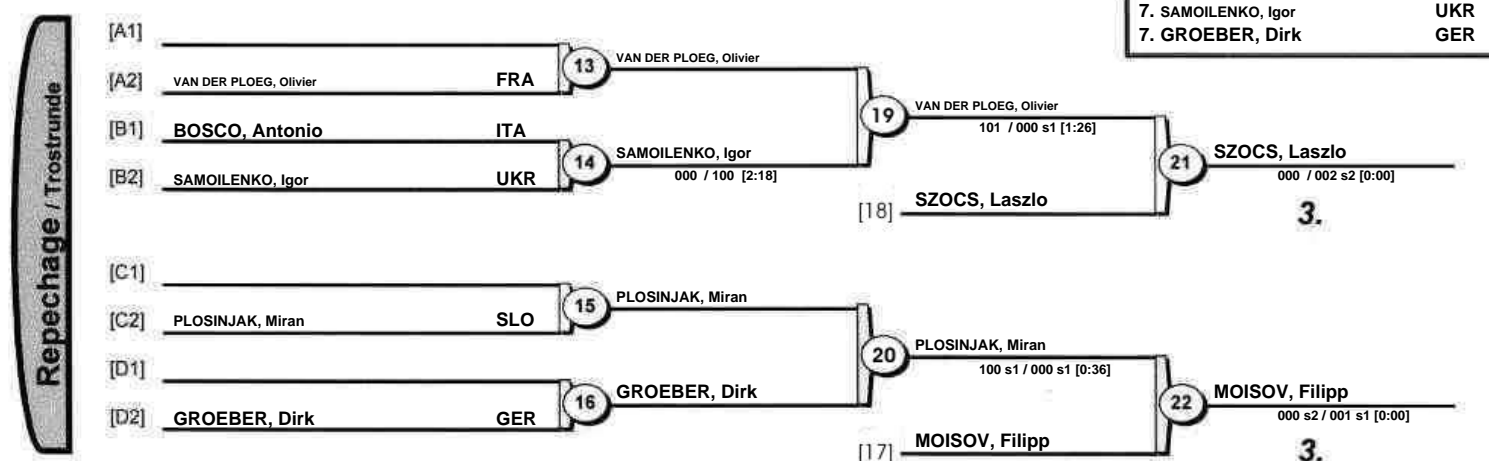 7. SAMOILENKO, Igor UKR
7. GROEBER, Dirk GER
Repechage / Trostrunde
[A1]
[A2] VAN DER PLOEG, Olivier FRA
13 VAN DER PLOEG, Olivier
[B1] BOSCO, Antonio ITA
[B2] SAMOILENKO, Igor UKR
14 SAMOILENKO, Igor
000 / 100 [2:18]
19 VAN DER PLOEG, Olivier
101 / 000 s1 [1:26]
[18] SZOCS, Laszlo
21 SZOCS, Laszlo
000 / 002 s2 [0:00]
3.
[C1]
[C2] PLOSINJAK, Miran SLO
15 PLOSINJAK, Miran
[D1]
[D2] GROEBER, Dirk GER
16 GROEBER, Dirk
20 PLOSINJAK, Miran
100 s1 / 000 s1 [0:36]
[17] MOISOV, Filipp
22 MOISOV, Filipp
000 s2 / 001 s1 [0:00]
3.